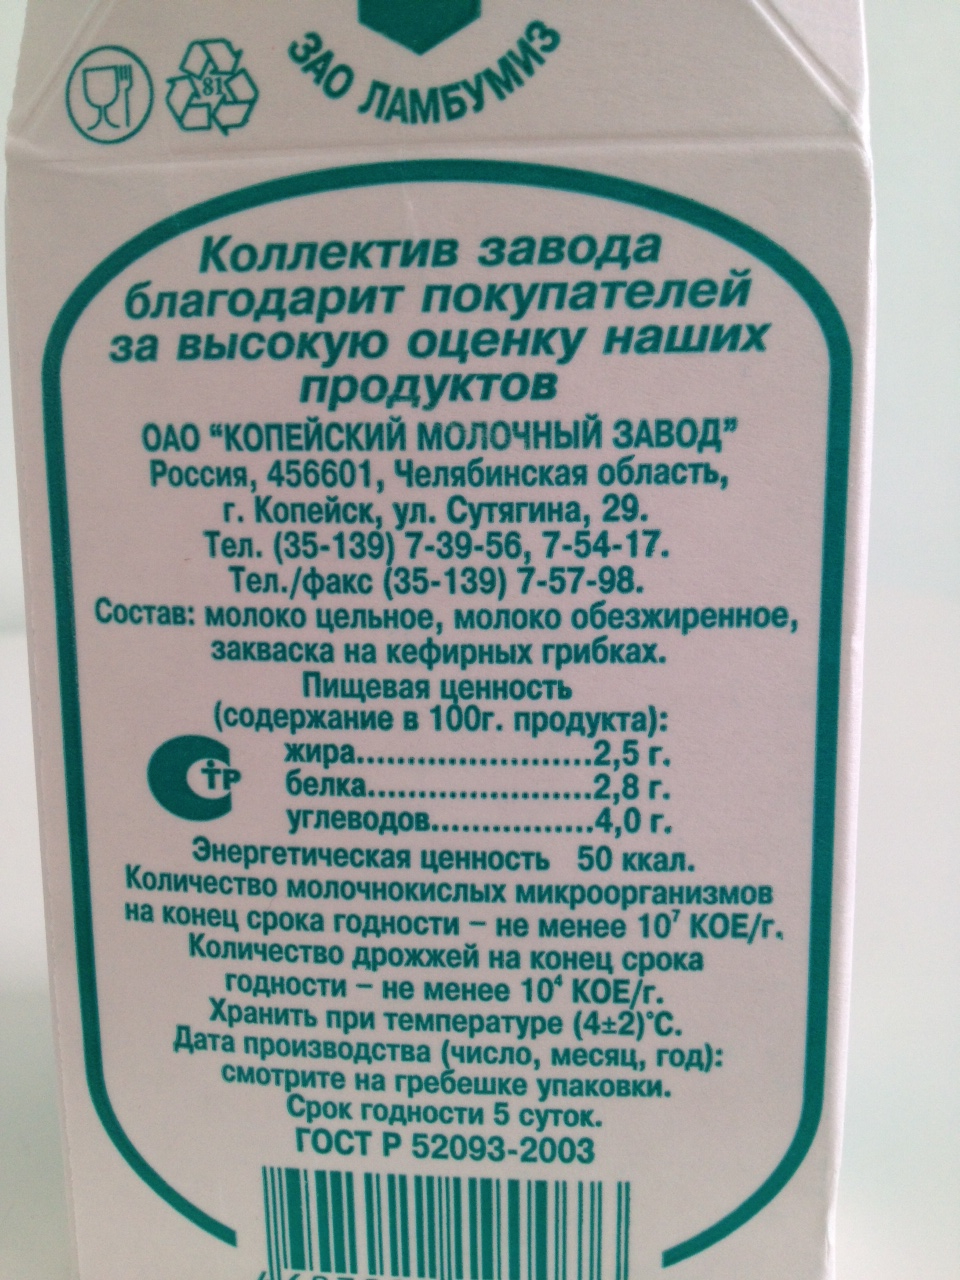 81
ЗАО ЛАМБУМИЗ
Коллектив завода
благодарит покупателей
за высокую оценку наших
продуктов
ОАО “КОПЕЙСКИЙ МОЛОЧНЫЙ ЗАВОД”
Россия, 456601, Челябинская область,
г. Копейск, ул. Сутягина, 29.
Тел. (35-139) 7-39-56, 7-54-17.
Тел./факс (35-139) 7-57-98.
Состав: молоко цельное, молоко обезжиренное,
закваска на кефирных грибках.
Пищевая ценность
(содержание в 100г. продукта):
жира.......................2,5 г.
белка......................2,8 г.
углеводов................4,0 г.
стр
Энергетическая ценность 50 ккал.
Количество молочнокислых микроорганизмов
на конец срока годности – не менее 10⁷ КОЕ/г.
Количество дрожжей на конец срока
годности – не менее 10⁴ КОЕ/г.
Хранить при температуре (4±2)°С.
Дата производства (число, месяц, год):
смотрите на гребешке упаковки.
Срок годности 5 суток.
ГОСТ Р 52093-2003